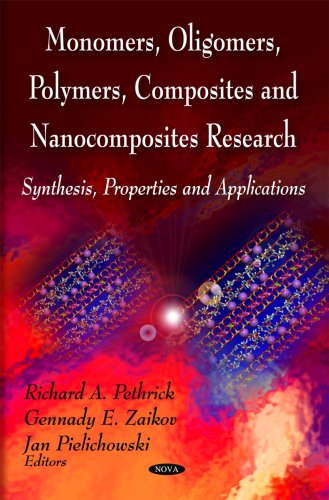 Monomers, Oligomers,
Polymers, Composites and
Nanocomposites Research
Synthesis, Properties and Applications
Richard A. Pethrick
Gennady E. Zaikov
Jan Pielichowski
Editors
NOVA